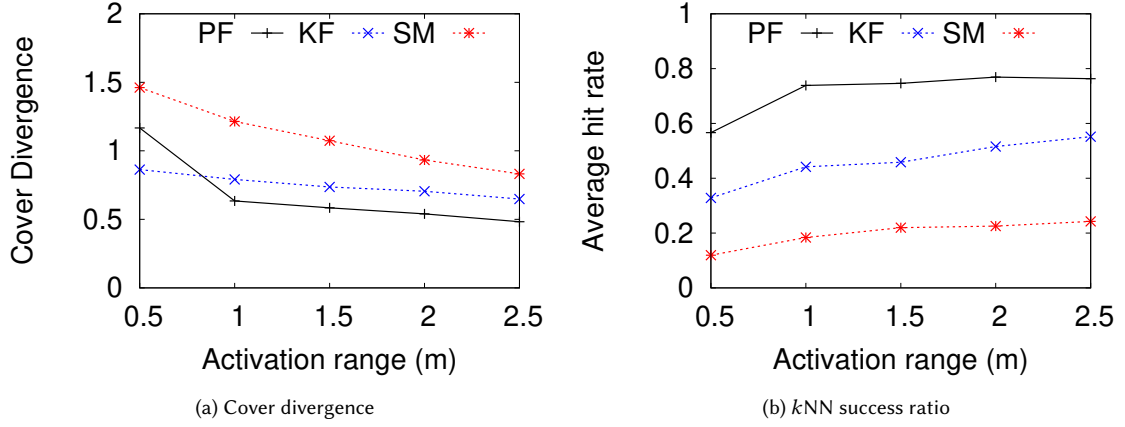 Cover Divergence
2
1.5
1
0.5
0
PF KF SM
0.5 1 1.5 2 2.5
Activation range (m)
(a) Cover divergence
Average hit rate
1
0.8
0.6
0.4
0.2
0
PF KF SM
0.5 1 1.5 2 2.5
Activation range (m)
(b) kNN success ratio